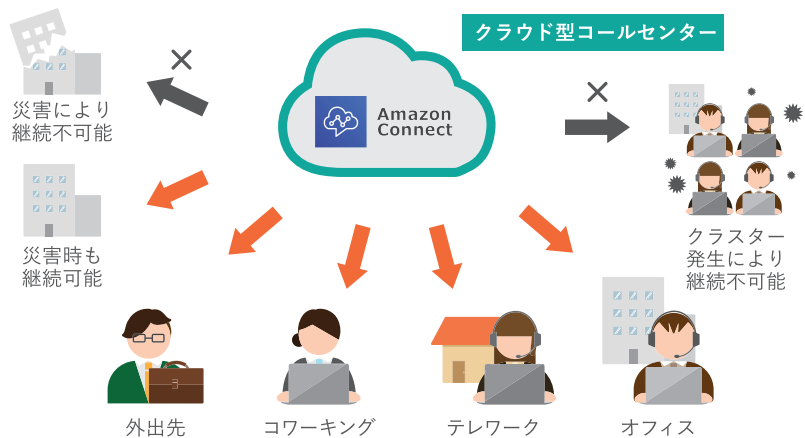 クラウド型コールセンター
Amazon
Connect
災害により
継続不可能
災害時も
継続可能
クラスター
発生により
継続不可能
外出先
コワーキング
テレワーク
オフィス